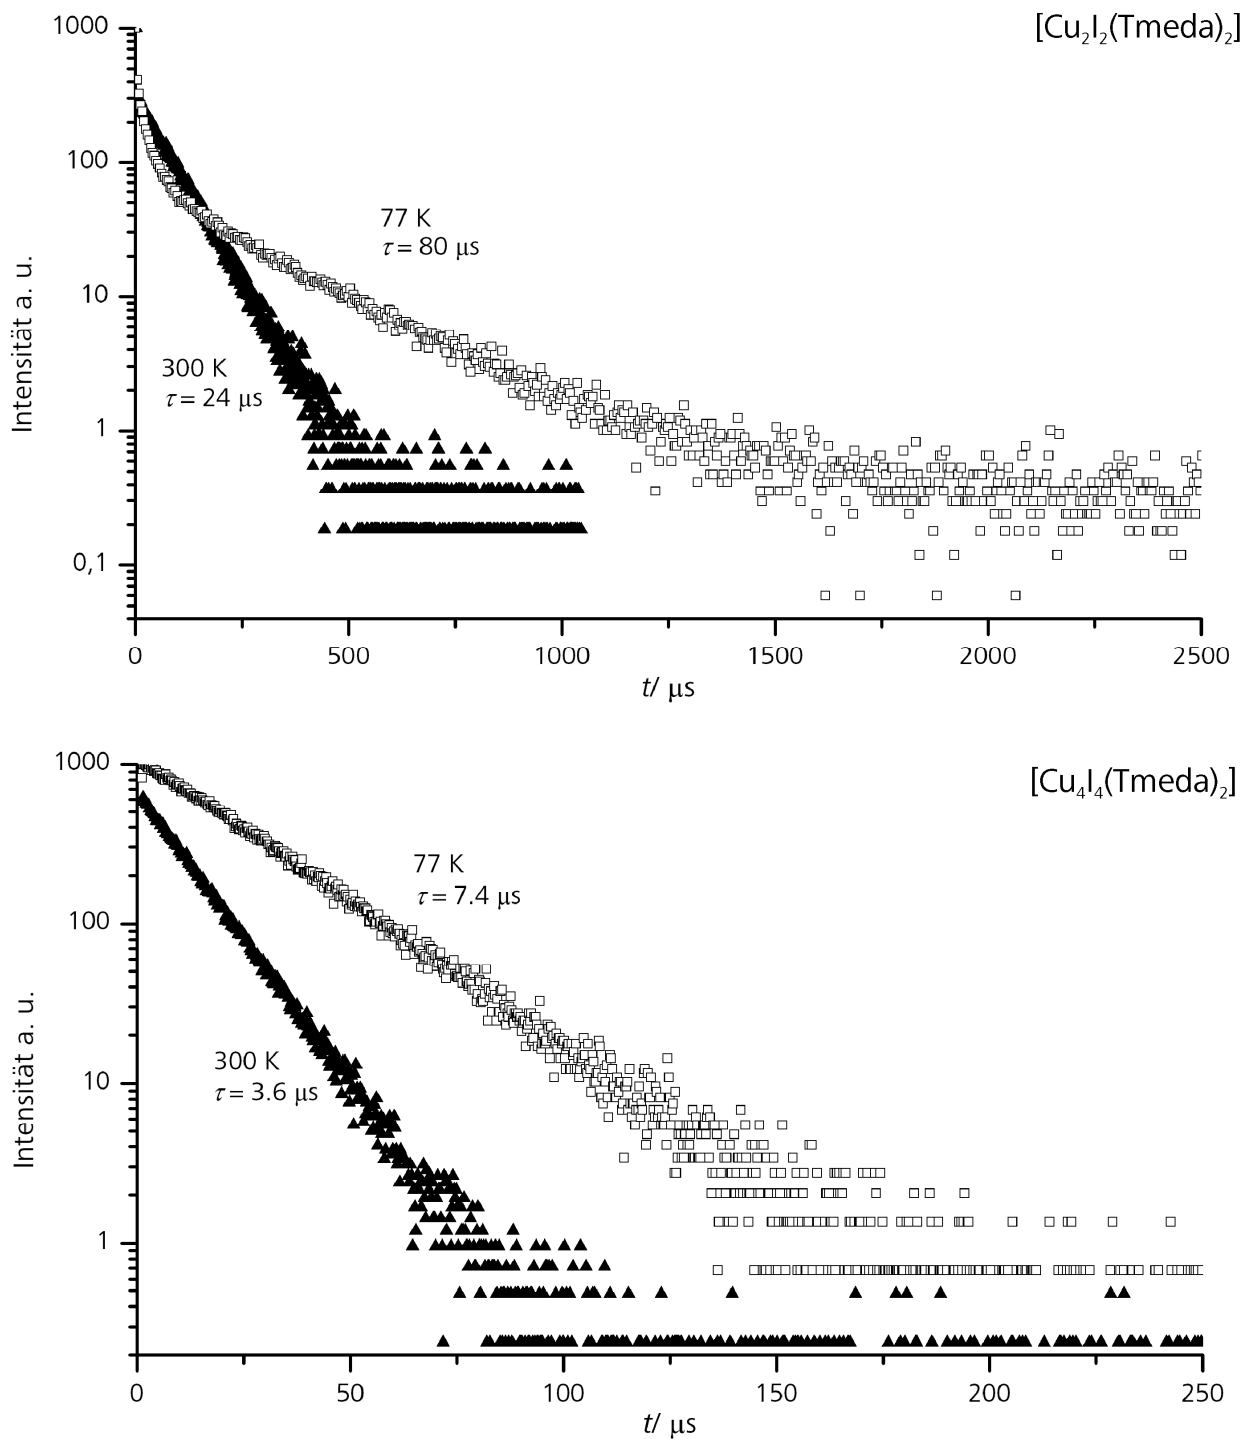 [Cu₂I₂(Tmeda)₂]
1000
100
10
1
0,1
Intensität a. u.
77 K
τ = 80 µs
300 K
τ = 24 µs
0 500 1000 1500 2000 2500
t/ µs
[Cu₄I₄(Tmeda)₂]
1000
100
10
1
Intensität a. u.
77 K
τ = 7.4 µs
300 K
τ = 3.6 µs
0 50 100 150 200 250
t/ µs